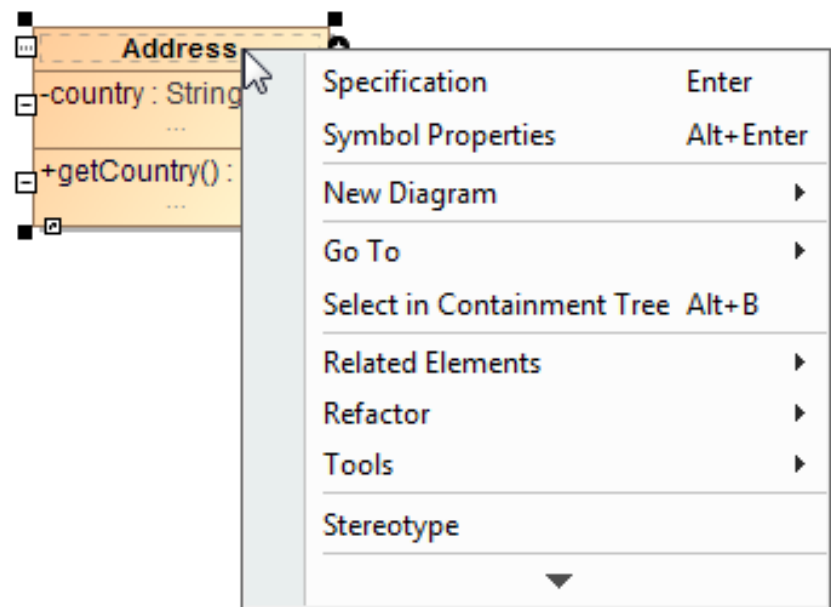 Address
-country : String
...
+getCountry() :
...
Specification Enter
Symbol Properties Alt+Enter
New Diagram
Go To
Select in Containment Tree Alt+B
Related Elements
Refactor
Tools
Stereotype